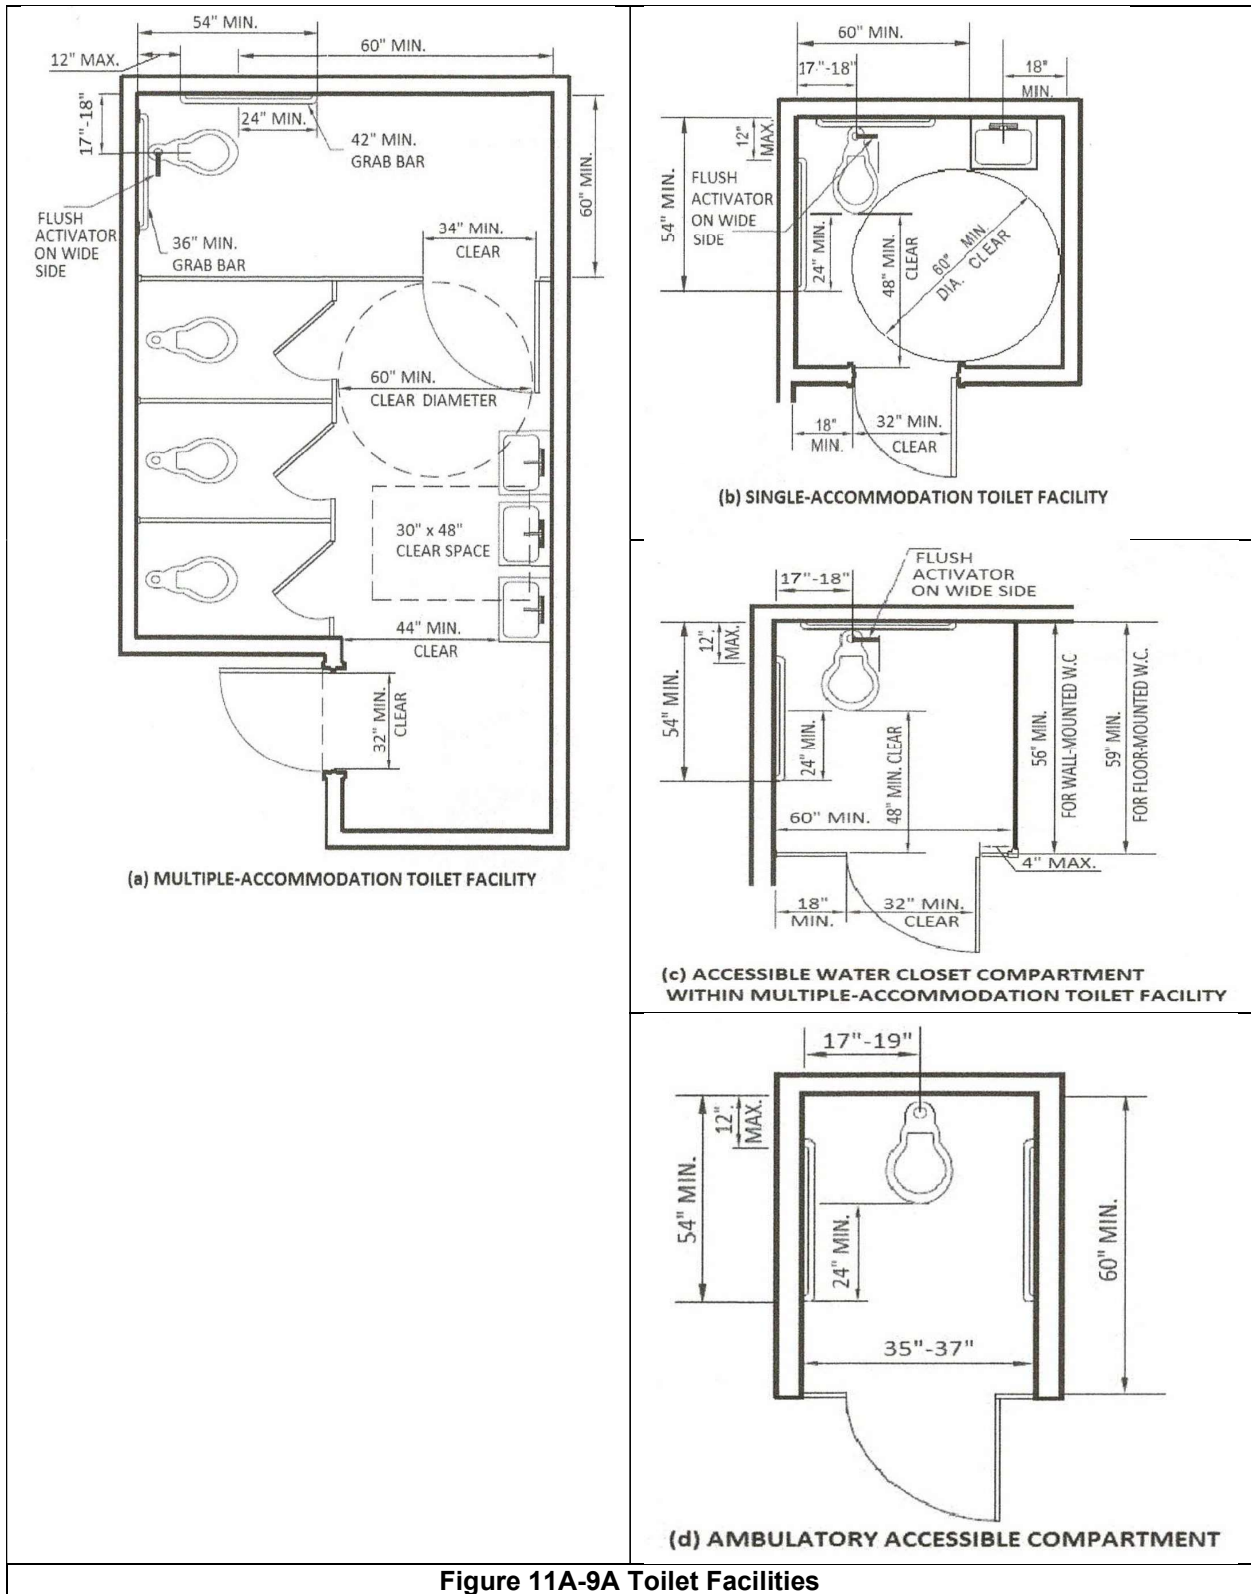 54" MIN.
60" MIN.
12" MAX.
17"-18"
24" MIN.
42" MIN.
GRAB BAR
60" MIN.
FLUSH
ACTIVATOR
ON WIDE
SIDE
36" MIN.
GRAB BAR
34" MIN.
CLEAR
60" MIN.
CLEAR DIAMETER
30" x 48"
CLEAR SPACE
44" MIN.
CLEAR
32" MIN.
CLEAR
(a) MULTIPLE-ACCOMMODATION TOILET FACILITY
60" MIN.
17"-18"
18"
MIN.
12"
MAX.
54" MIN.
FLUSH
ACTIVATOR
ON WIDE
SIDE
24" MIN.
48" MIN.
CLEAR
60" MIN.
DIA. CLEAR
18"
MIN.
32" MIN.
CLEAR
(b) SINGLE-ACCOMMODATION TOILET FACILITY
FLUSH
ACTIVATOR
ON WIDE SIDE
17"-18"
12"
MAX.
54" MIN.
24" MIN.
48" MIN. CLEAR
56" MIN.
FOR WALL-MOUNTED W.C.
59" MIN.
FOR FLOOR-MOUNTED W.C.
60" MIN.
4" MAX.
18"
MIN.
32" MIN.
CLEAR
(c) ACCESSIBLE WATER CLOSET COMPARTMENT
WITHIN MULTIPLE-ACCOMMODATION TOILET FACILITY
17"-19"
12"
MAX.
54" MIN.
24" MIN.
60" MIN.
35"-37"
(d) AMBULATORY ACCESSIBLE COMPARTMENT
Figure 11A-9A Toilet Facilities